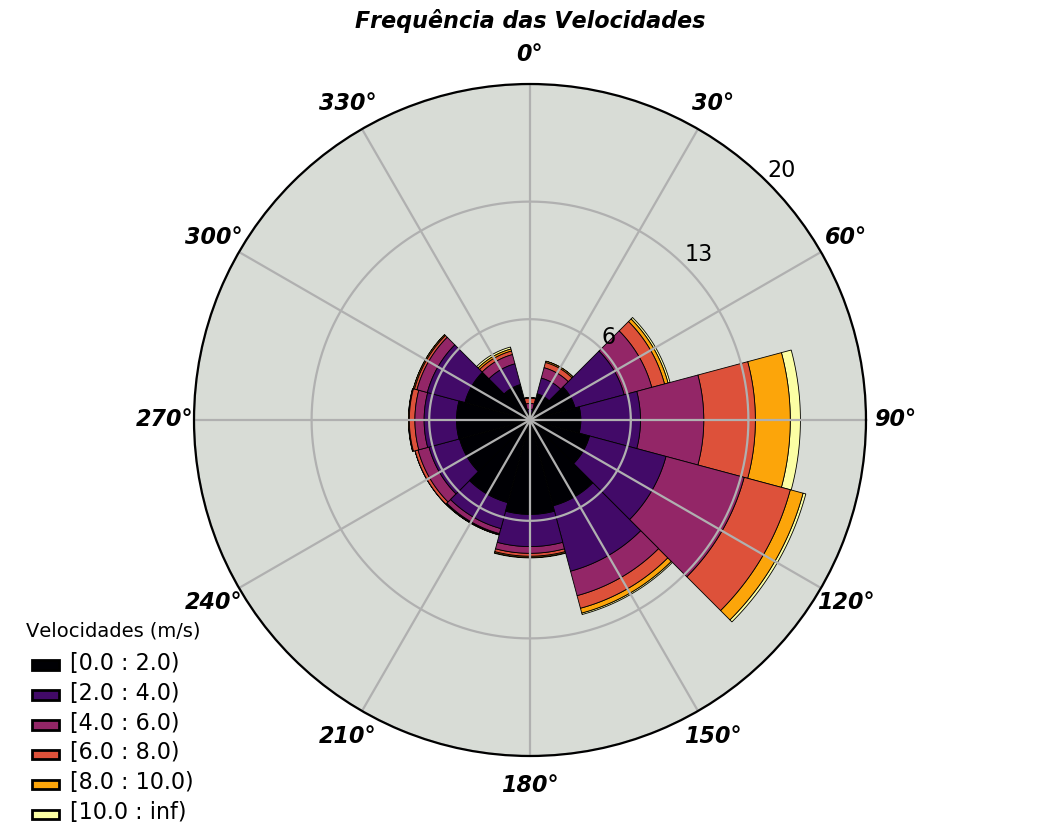 Frequência das Velocidades
0°
330°
30°
20
300°
60°
13
6
270°
90°
240°
120°
210°
150°
180°
Velocidades (m/s)
[0.0 : 2.0)
[2.0 : 4.0)
[4.0 : 6.0)
[6.0 : 8.0)
[8.0 : 10.0)
[10.0 : inf)